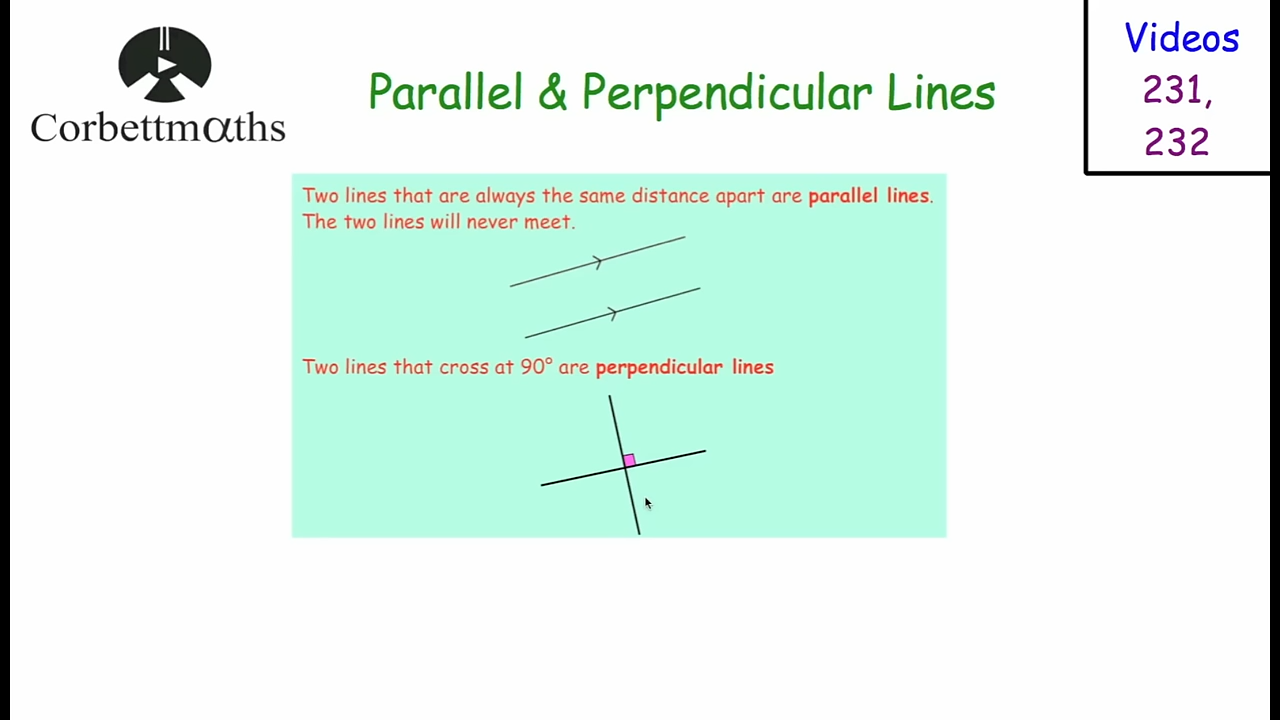 Corbettmαths
Parallel & Perpendicular Lines
Videos
231,
232
Two lines that are always the same distance apart are parallel lines.
The two lines will never meet.
Two lines that cross at 90° are perpendicular lines